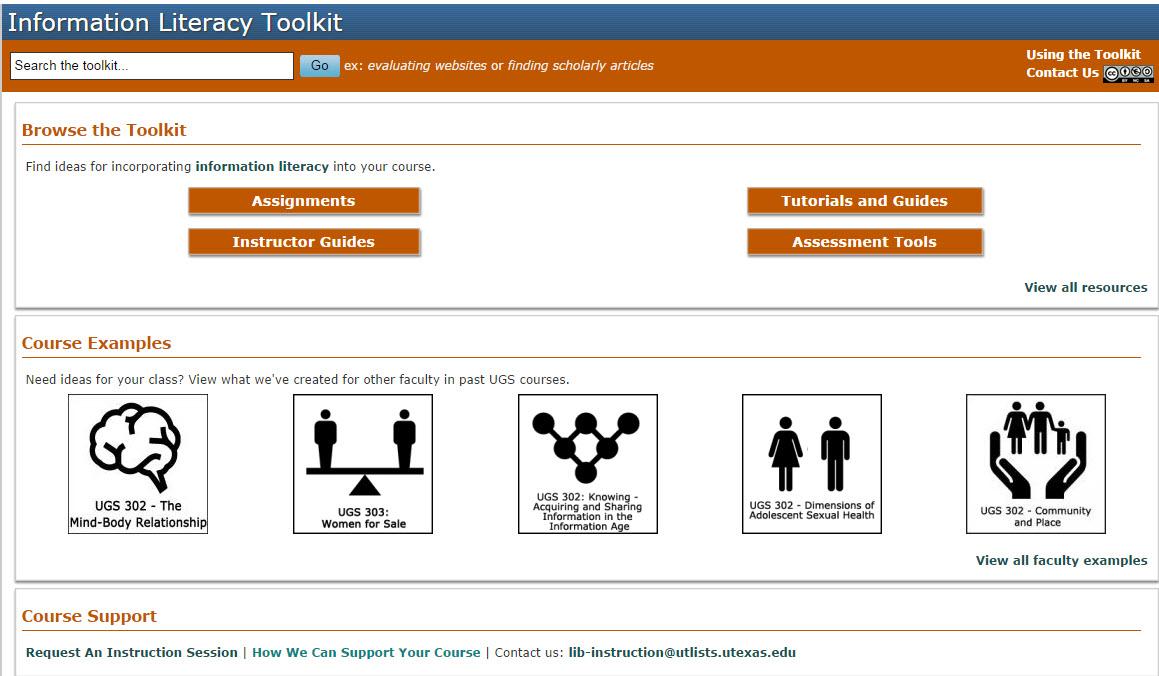 Information Literacy Toolkit
Search the toolkit... Go ex: evaluating websites or finding scholarly articles
Using the Toolkit
Contact Us
cc BY NC SA
Browse the Toolkit
Find ideas for incorporating information literacy into your course.
Assignments Tutorials and Guides
Instructor Guides Assessment Tools
View all resources
Course Examples
Need ideas for your class? View what we've created for other faculty in past UGS courses.
UGS 302 - The
Mind-Body Relationship
UGS 303:
Women for Sale
UGS 302: Knowing -
Acquiring and Sharing
Information in the
Information Age
UGS 302 - Dimensions of
Adolescent Sexual Health
UGS 302 - Community
and Place
View all faculty examples
Course Support
Request An Instruction Session | How We Can Support Your Course | Contact us: lib-instruction@utlists.utexas.edu